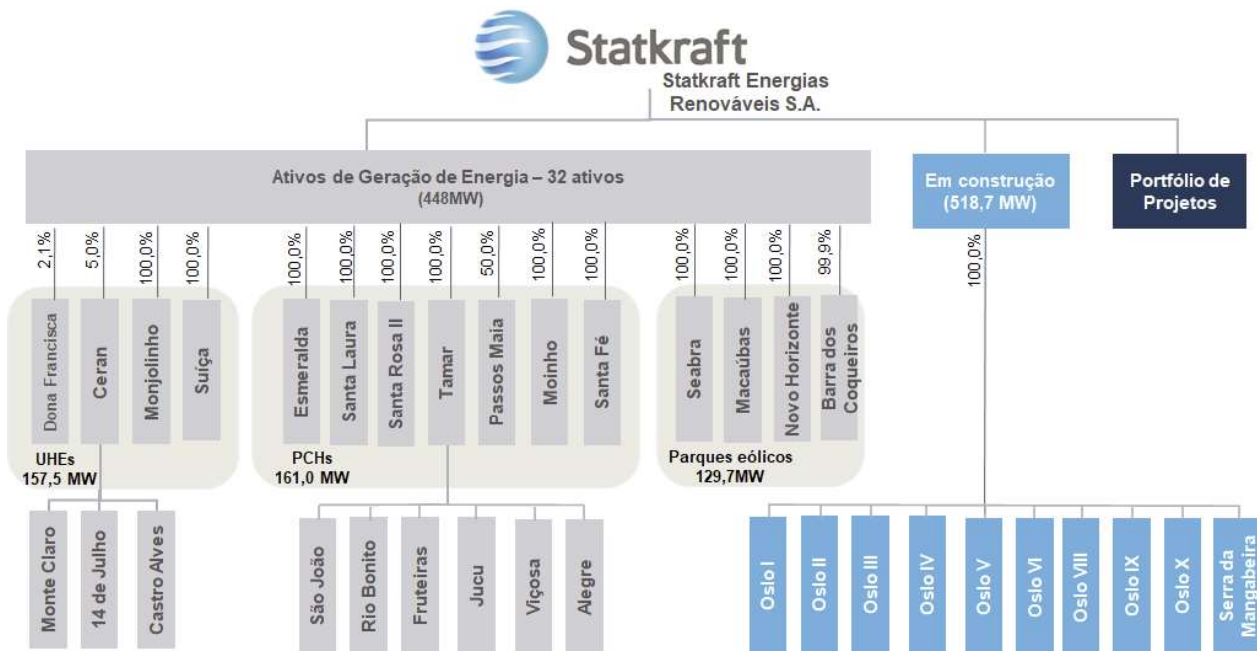 Statkraft
Statkraft Energias
Renováveis S.A.
Ativos de Geração de Energia – 32 ativos
(448MW)
Em construção
(518,7 MW)
Portfólio de
Projetos
2,1%
5,0%
100,0%
100,0%
100,0%
100,0%
100,0%
100,0%
50,0%
100,0%
100,0%
100,0%
100,0%
100,0%
99,9%
100,0%
Dona Francisca
Ceran
Monjolinho
Suíça
Esmeralda
Santa Laura
Santa Rosa II
Tamar
Passos Maia
Moinho
Santa Fé
Seabra
Macaúbas
Novo Horizonte
Barra dos
Coqueiros
UHEs
157,5 MW
PCHs
161,0 MW
Parques eólicos
129,7MW
Monte Claro
14 de Julho
Castro Alves
São João
Rio Bonito
Fruteiras
Jucu
Viçosa
Alegre
Oslo I
Oslo II
Oslo III
Oslo IV
Oslo V
Oslo VI
Oslo VIII
Oslo IX
Oslo X
Serra da
Mangabeira